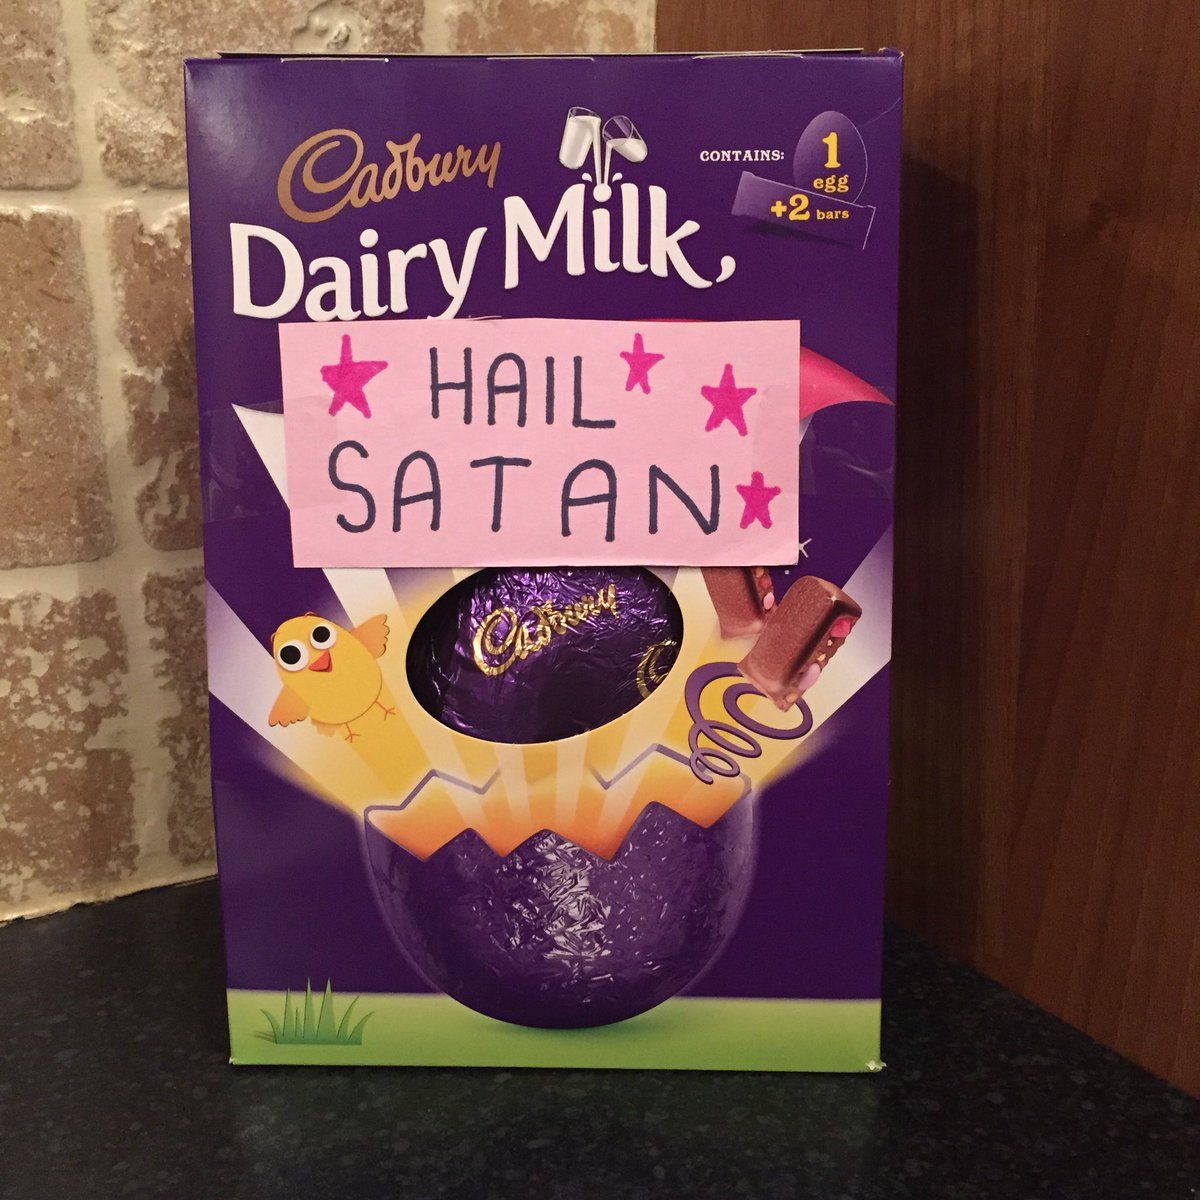 Cadbury
Dairy Milk
CONTAINS:
1
egg
+2 bars
HAIL
SATAN
Cadbury